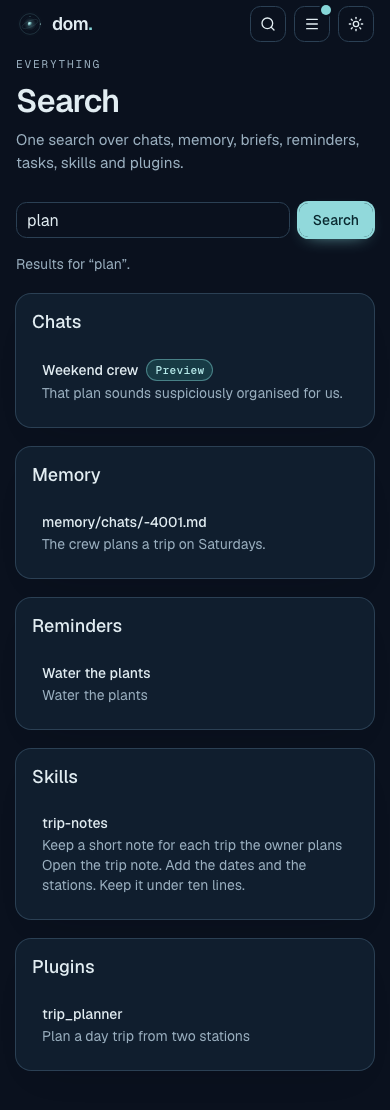 dom.
EVERYTHING
Search
One search over chats, memory, briefs, reminders,
tasks, skills and plugins.
plan
Search
Results for “plan”.
Chats
Weekend crew Preview
That plan sounds suspiciously organised for us.
Memory
memory/chats/-4001.md
The crew plans a trip on Saturdays.
Reminders
Water the plants
Water the plants
Skills
trip-notes
Keep a short note for each trip the owner plans
Open the trip note. Add the dates and the
stations. Keep it under ten lines.
Plugins
trip_planner
Plan a day trip from two stations